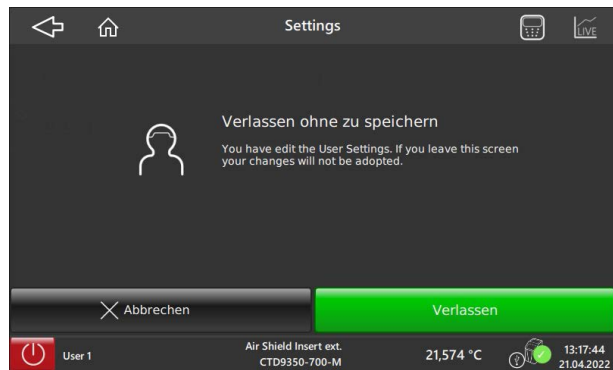 Settings
LIVE
Verlassen ohne zu speichern
You have edit the User Settings. If you leave this screen
your changes will not be adopted.
Abbrechen
Verlassen
User 1
Air Shield Insert ext.
CTD9350-700-M
21,574 °C
13:17:44
21.04.2022